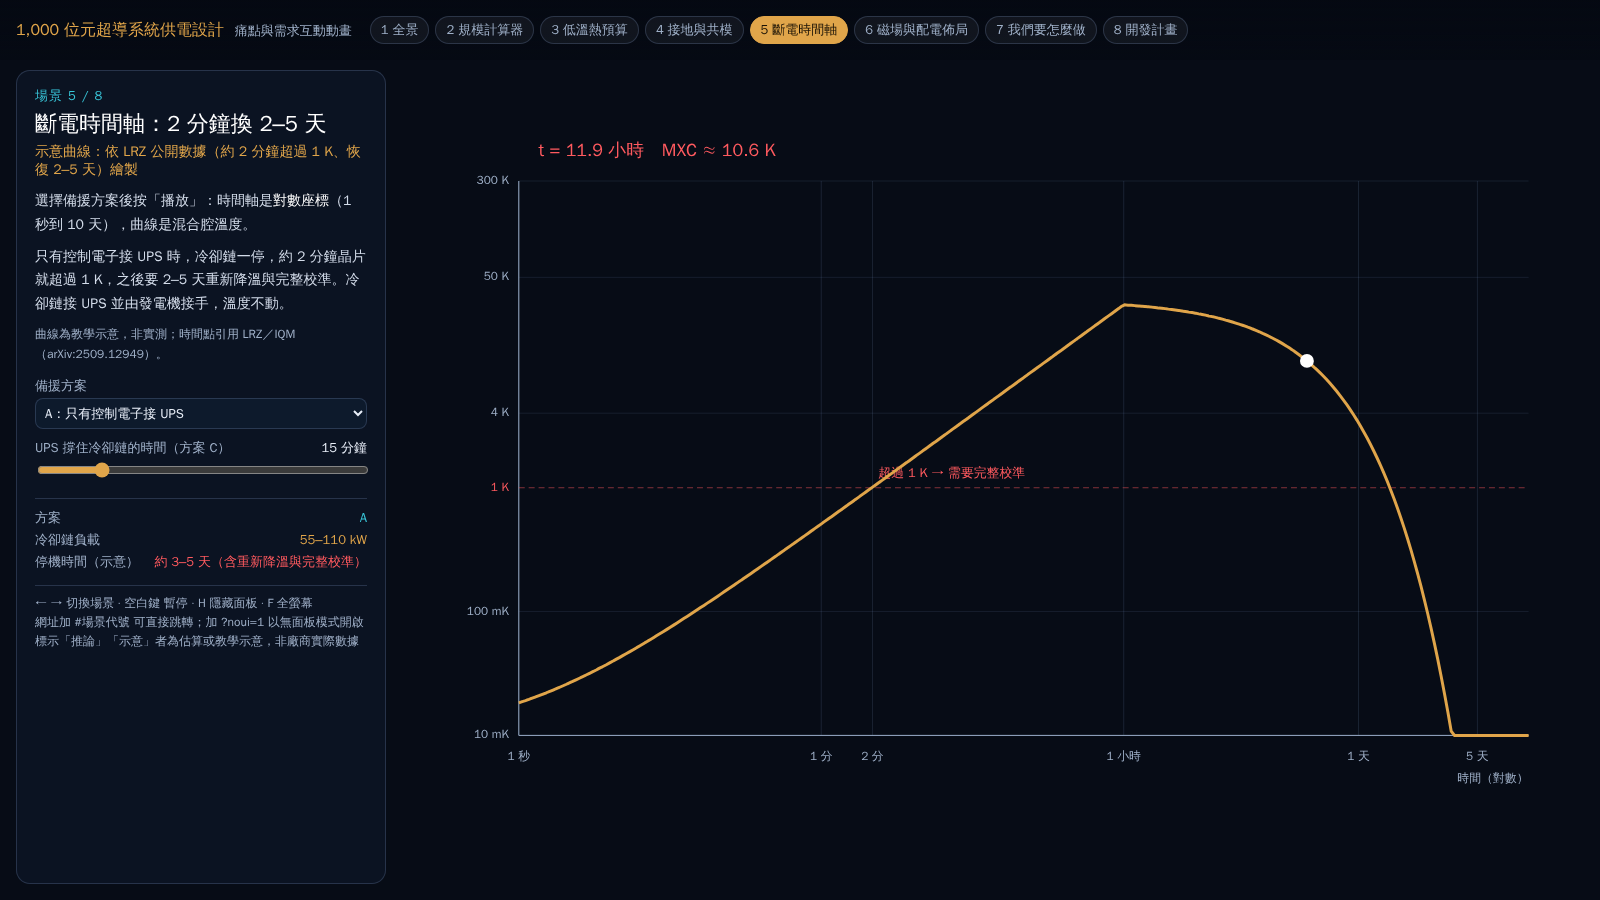 1,000 位元超導系統供電設計 痛點與需求互動動畫 1 全景 2 規模計算器 3 低溫熱預算 4 接地與共模 5 斷電時間軸 6 磁場與配電佈局 7 我們要怎麼做 8 開發計畫
場景 5 / 8
斷電時間軸：2 分鐘換 2–5 天
示意曲線：依 LRZ 公開數據（約 2 分鐘超過 1 K、恢
復 2–5 天）繪製
選擇備援方案後按「播放」：時間軸是對數座標（1
秒到 10 天），曲線是混合腔溫度。
只有控制電子接 UPS 時，冷卻鏈一停，約 2 分鐘晶片
就超過 1 K，之後要 2–5 天重新降溫與完整校準。冷
卻鏈接 UPS 並由發電機接手，溫度不動。
曲線為教學示意，非實測；時間點引用 LRZ／IQM
（arXiv:2509.12949）。
備援方案
A：只有控制電子接 UPS
UPS 撐住冷卻鏈的時間（方案 C） 15 分鐘
方案 A
冷卻鏈負載 55–110 kW
停機時間（示意） 約 3–5 天（含重新降溫與完整校準）
← → 切換場景 · 空白鍵 暫停 · H 隱藏面板 · F 全螢幕
網址加 #場景代號 可直接跳轉；加 ?noui=1 以無面板模式開啟
標示「推論」「示意」者為估算或教學示意，非廠商實際數據
t = 11.9 小時 MXC ≈ 10.6 K
300 K
50 K
4 K
超過 1 K → 需要完整校準
1 K
100 mK
10 mK
1 秒 1 分 2 分 1 小時 1 天 5 天
時間（對數）